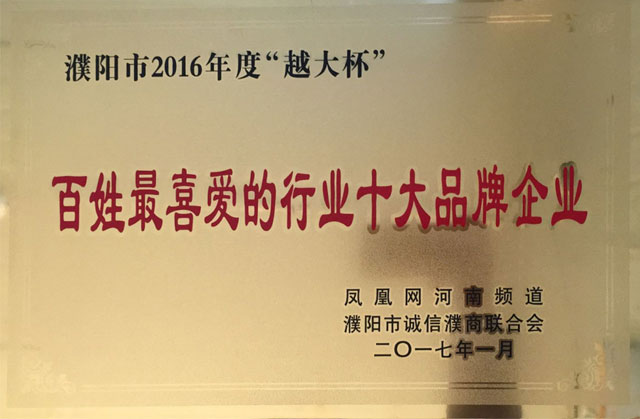 濮阳市2016年度“越大杯”
百姓最喜爱的行业十大品牌企业
凤凰网河南频道
濮阳市诚信濮商联合会
二〇一七年一月